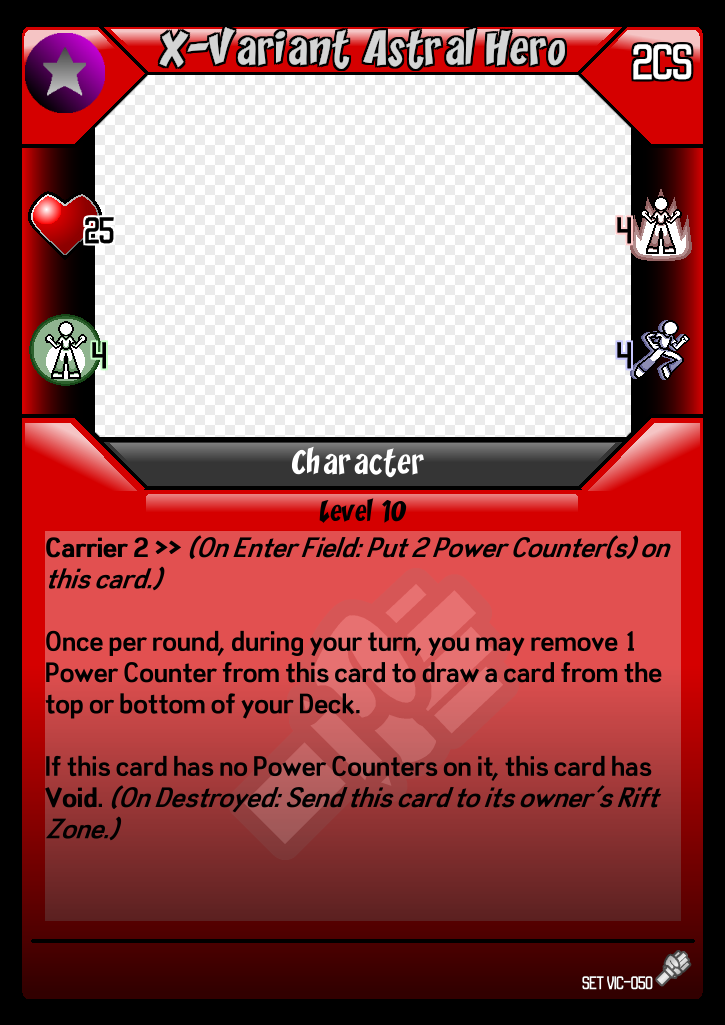 X-Variant Astral Hero
2CS
25
4
4
4
Character
Level 10
Carrier 2 >> (On Enter Field: Put 2 Power Counter(s) on
this card.)
Once per round, during your turn, you may remove 1
Power Counter from this card to draw a card from the
top or bottom of your Deck.
If this card has no Power Counters on it, this card has
Void. (On Destroyed: Send this card to its owner's Rift
Zone.)
SET VIC-050